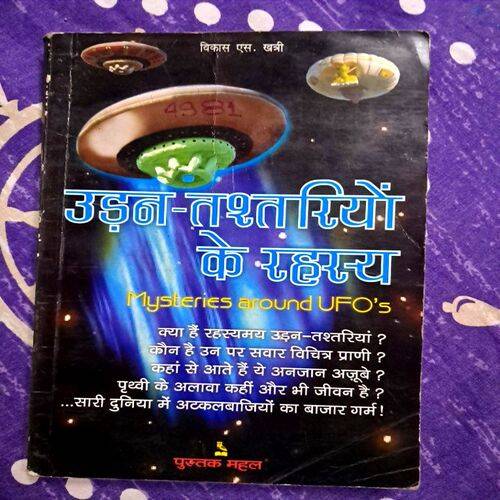 विकास एस. खत्री
4981
उड़न-तश्तरियों
के रहस्य
Mysteries around UFO's
क्या हैं रहस्यमय उड़न-तश्तरियां ?
कौन है उन पर सवार विचित्र प्राणी ?
कहां से आते हैं ये अनजान अज़ूबे ?
पृथ्वी के अलावा कहीं और भी जीवन है ?
...सारी दुनिया में अटकलबाजियों का बाजार गर्म !
पुस्तक महल